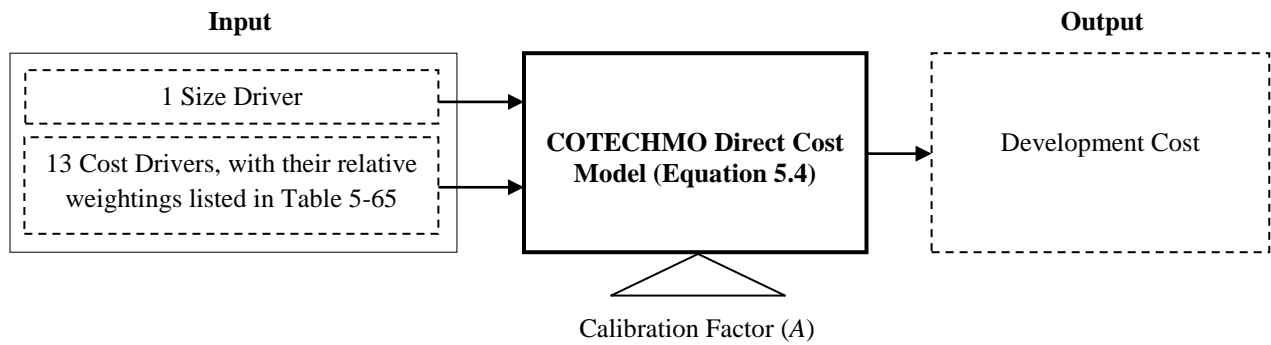 Input
Output
1 Size Driver
13 Cost Drivers, with their relative
weightings listed in Table 5-65
COTECHMO Direct Cost
Model (Equation 5.4)
Development Cost
Calibration Factor (A)